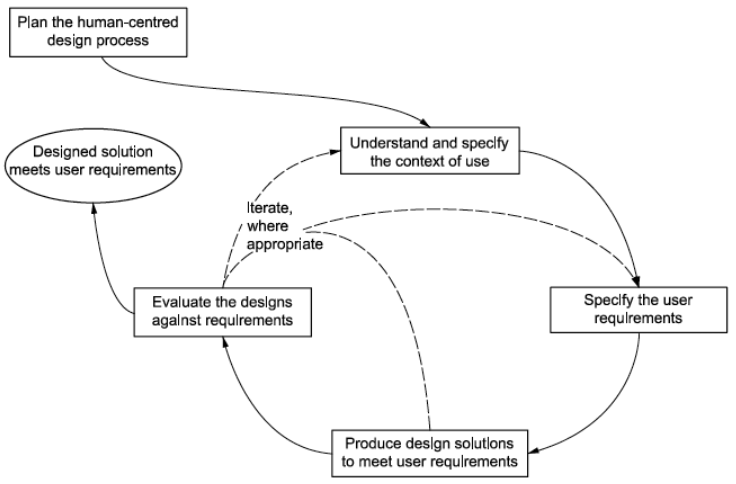 Plan the human-centred
design process
Understand and specify
the context of use
Designed solution
meets user requirements
Iterate,
where
appropriate
Evaluate the designs
against requirements
Specify the user
requirements
Produce design solutions
to meet user requirements